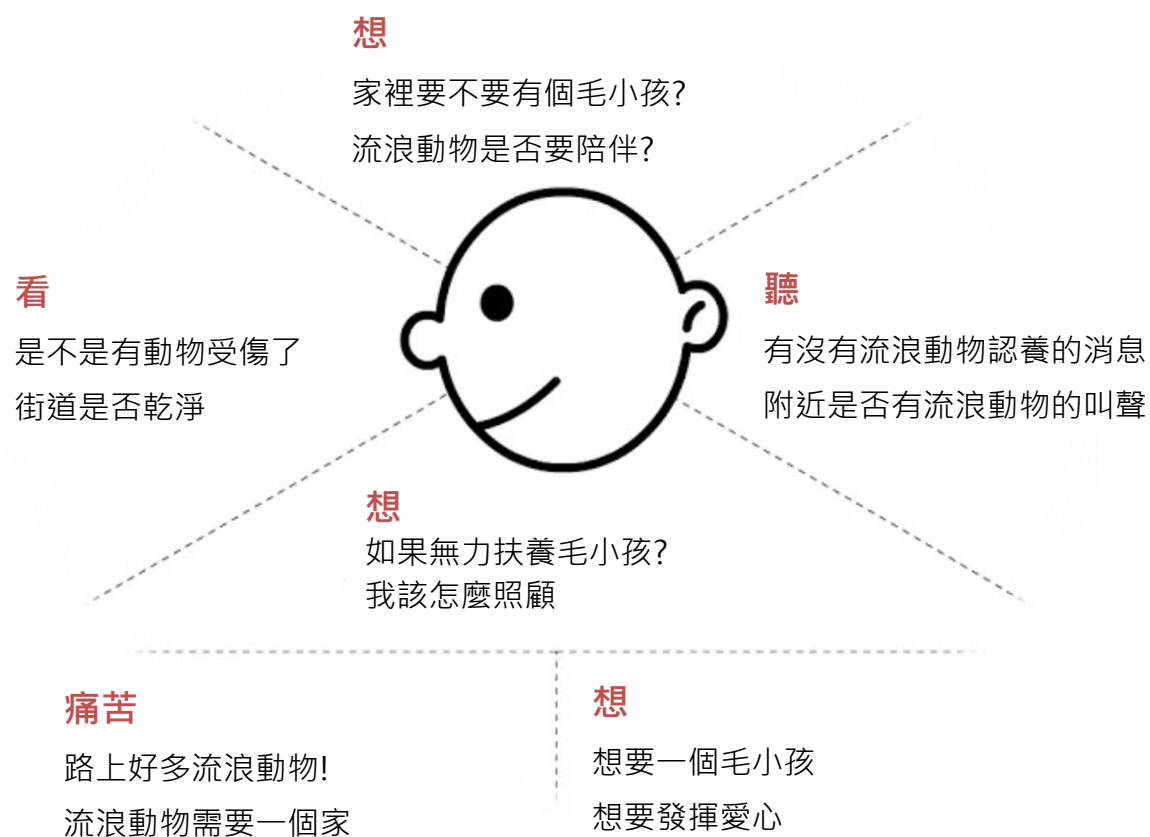 想
家裡要不要有個毛小孩?
流浪動物是否要陪伴?
看
是不是有動物受傷了
街道是否乾淨
聽
有沒有流浪動物認養的消息
附近是否有流浪動物的叫聲
想
如果無力扶養毛小孩?
我該怎麼照顧
痛苦
路上好多流浪動物!
流浪動物需要一個家
想
想要一個毛小孩
想要發揮愛心